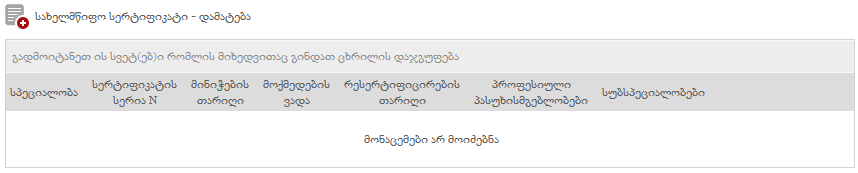 სახელმწიფო სერტიფიკატი - დამატება
გადმოიტანეთ ის სვეტ(ებ)ი რომლის მიხედვითაც გინდათ ცხრილის დაჯგუფება
სპეციალობა სერტიფიკატის სერია N მინიჭების თარიღი მოქმედების ვადა რესერტიფიცირების თარიღი პროფესიული პასუხისმგებლობები სუბსპეციალობები
მონაცემები არ მოიძებნა